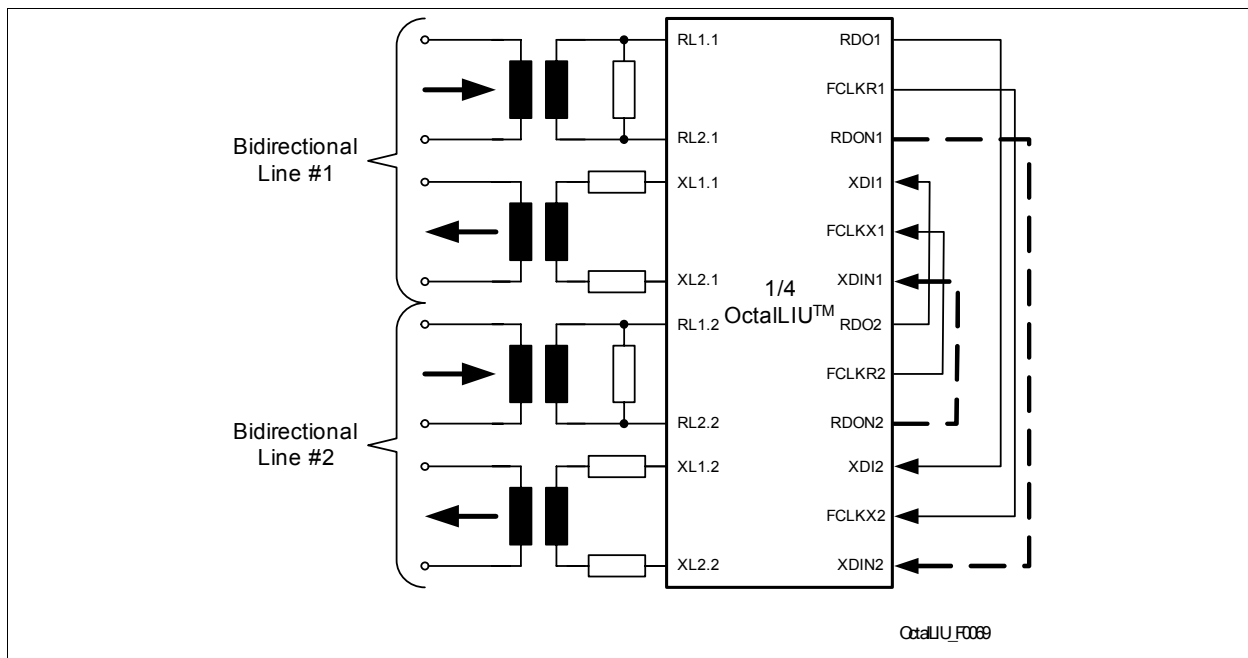 Bidirectional
Line #1
Bidirectional
Line #2
RL1.1
RL2.1
XL1.1
XL2.1
RL1.2
RL2.2
XL1.2
XL2.2
1/4
OctalLIU™
RDO1
FCLKR1
RDON1
XDI1
FCLKX1
XDIN1
RDO2
FCLKR2
RDON2
XDI2
FCLKX2
XDIN2
OctalLIU_F0069